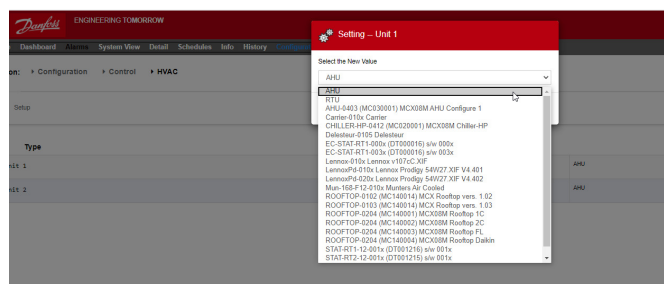 Danfoss ENGINEERING TOMORROW
Dashboard Alarms System View Detail Schedules Info History
on: Configuration Control HVAC
Setup
Type
nit 1 AHU
nit 2 AHU
Setting -- Unit 1
Select the New Value
AHU
AHU
RTU
AHU-0403 (MC030001) MCX08M AHU Configure 1
Carrier-010x Carrier
CHILLER-HP-0412 (MC020001) MCX08M Chiller-HP
Delesteur-0105 Delesteur
EC-STAT-RT1-000x (DT000016) s/w 000x
EC-STAT-RT1-003x (DT000016) s/w 003x
Lennox-010x Lennox v107cC.XIF
LennoxPd-010x Lennox Prodigy 54W27.XIF V4.401
LennoxPd-020x Lennox Prodigy 54W27.XIF V4.402
Mun-168-F12-010x Munters Air Cooled
ROOFTOP-0102 (MC140014) MCX Rooftop vers. 1.02
ROOFTOP-0103 (MC140014) MCX Rooftop vers. 1.03
ROOFTOP-0204 (MC140001) MCX08M Rooftop 1C
ROOFTOP-0204 (MC140002) MCX08M Rooftop 2C
ROOFTOP-0204 (MC140003) MCX08M Rooftop FL
ROOFTOP-0204 (MC140004) MCX08M Rooftop Daikin
STAT-RT1-12-001x (DT001216) s/w 001x
STAT-RT2-12-001x (DT001215) s/w 001x